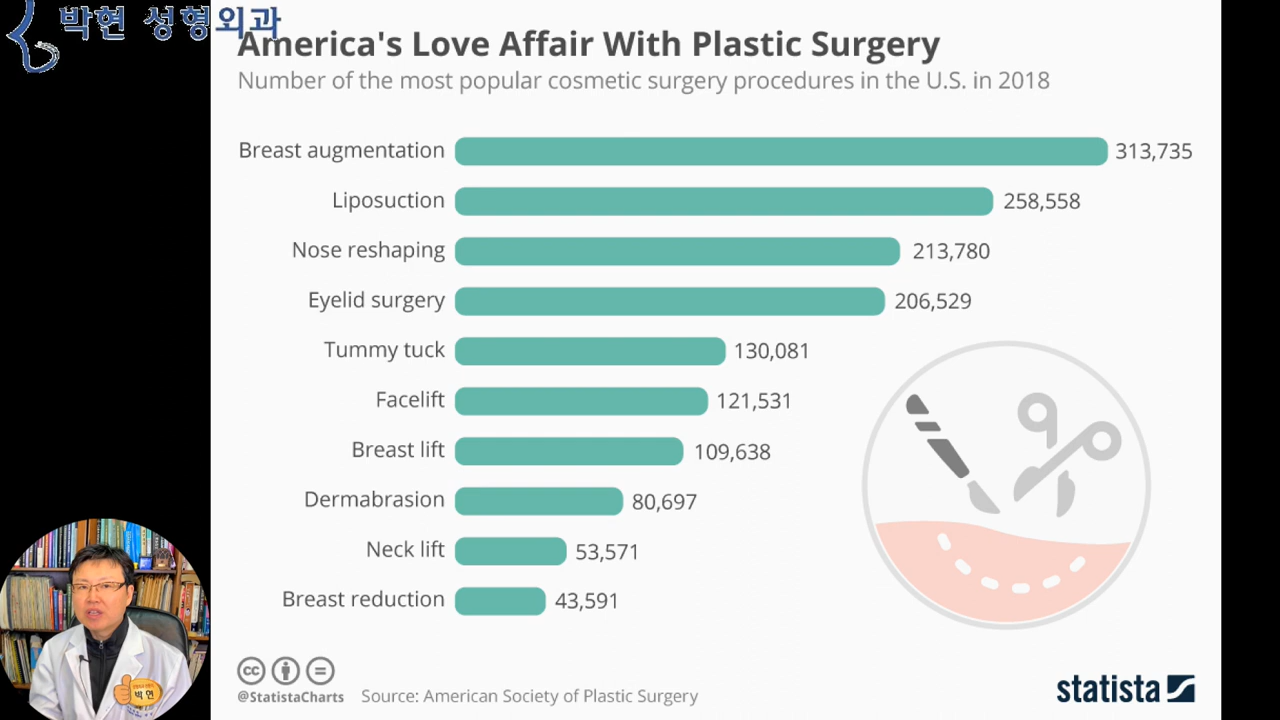 박현 성형외과
America's Love Affair With Plastic Surgery
Number of the most popular cosmetic surgery procedures in the U.S. in 2018
Breast augmentation 313,735
Liposuction 258,558
Nose reshaping 213,780
Eyelid surgery 206,529
Tummy tuck 130,081
Facelift 121,531
Breast lift 109,638
Dermabrasion 80,697
Neck lift 53,571
Breast reduction 43,591
cc
@StatistaCharts Source: American Society of Plastic Surgery
statista
박 현